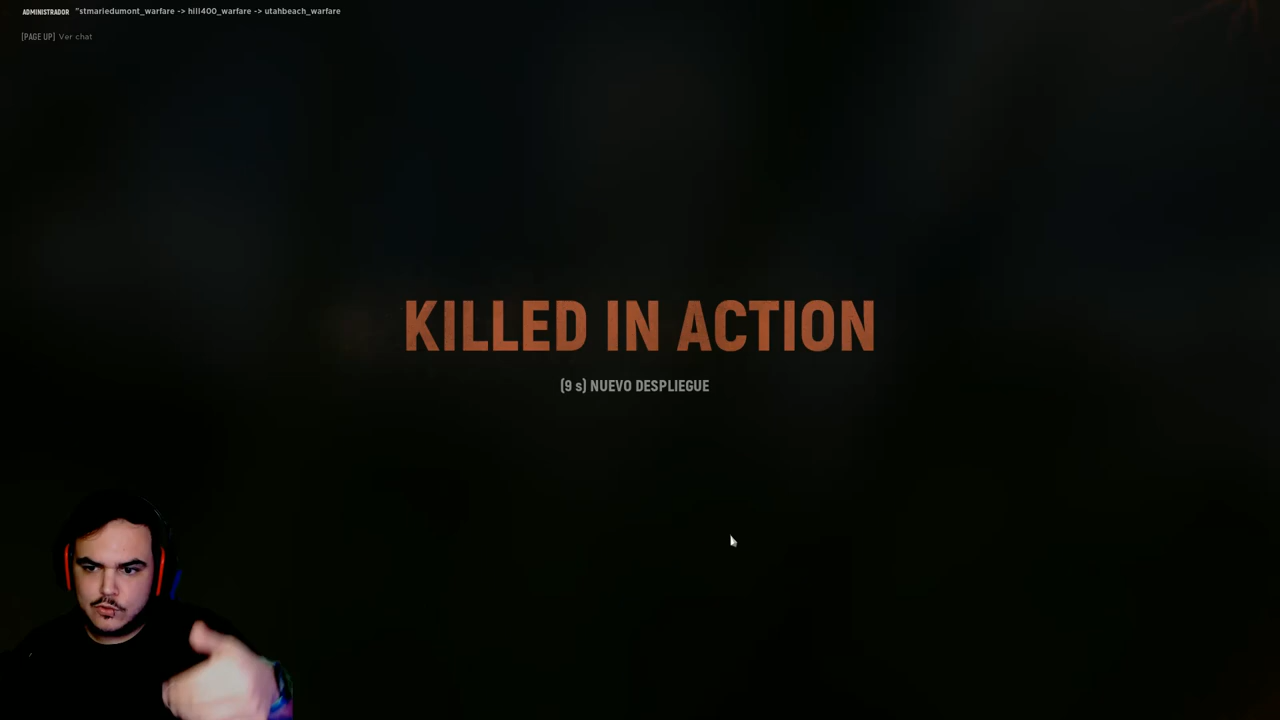 ADMINISTRADOR "stmariedumont_warfare -> hill400_warfare -> utahbeach_warfare
[PAGE UP] Ver chat
KILLED IN ACTION
(9 s) NUEVO DESPLIEGUE